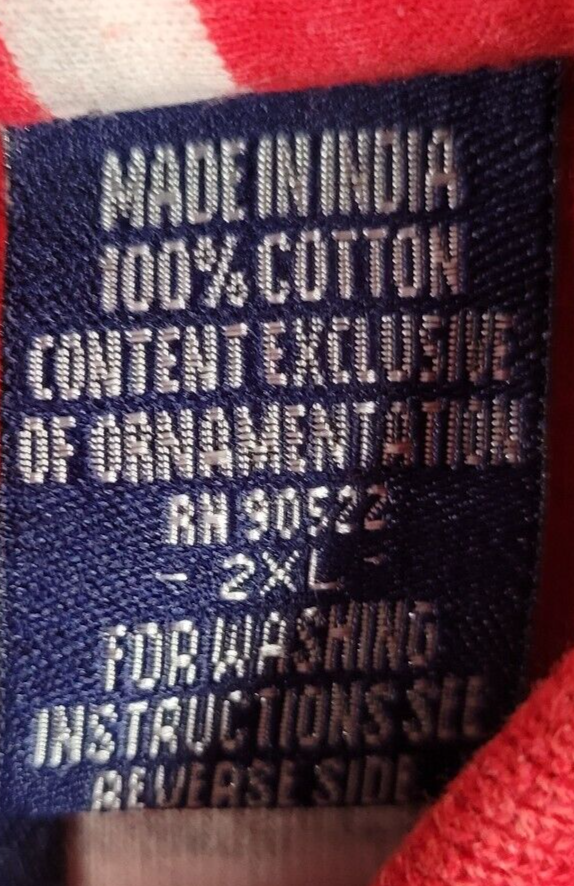 MADE IN INDIA
100% COTTON
CONTENT EXCLUSIVE
OF ORNAMENTATION
RN 90522
- 2XL -
FOR WASHING
INSTRUCTIONS SEE
REVERSE SIDE